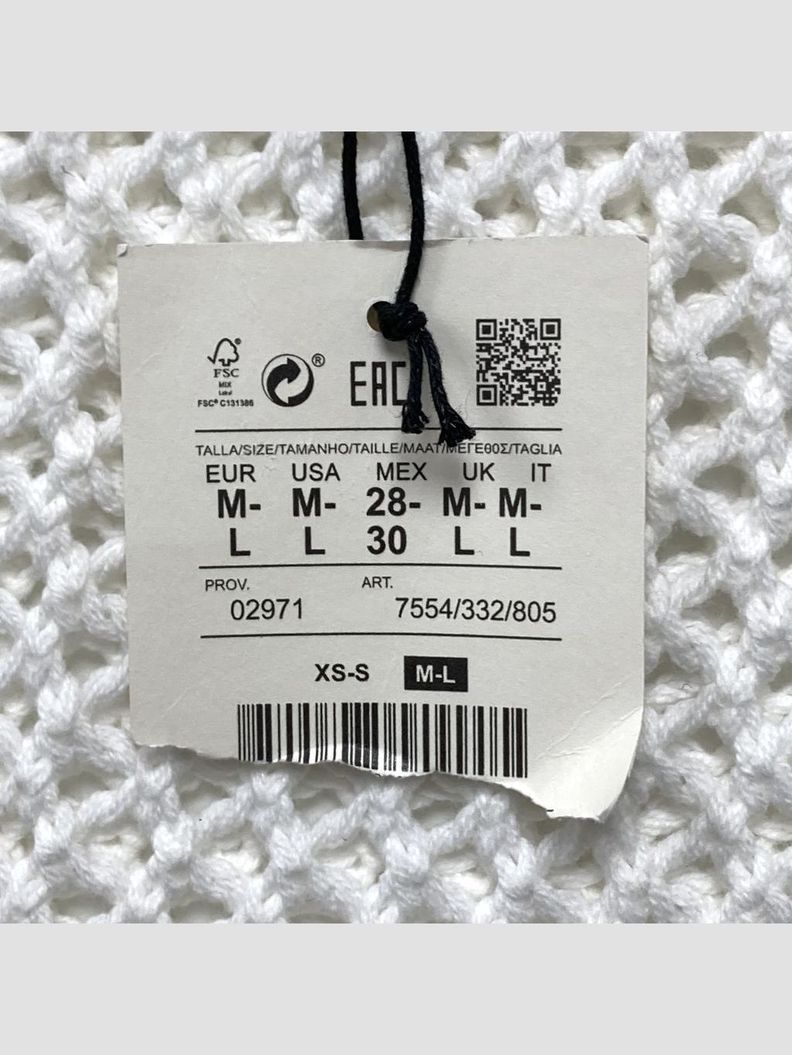 FSC
MIX
Label
FSC® C131386
®
EAC
TALLA/SIZE/TAMANHO/TAILLE/MAAT/ΜΕΓΕΘΟΣ/TAGLIA
EUR USA MEX UK IT
M-L M-L 28-30 M-L M-L
PROV. ART.
02971 7554/332/805
XS-S M-L